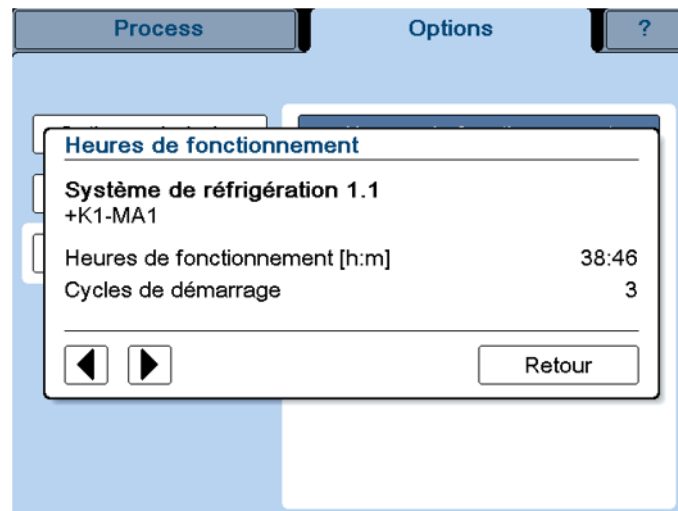 Process
Options
?
Heures de fonctionnement
Système de réfrigération 1.1
+K1-MA1
Heures de fonctionnement [h:m] 38:46
Cycles de démarrage 3
Retour